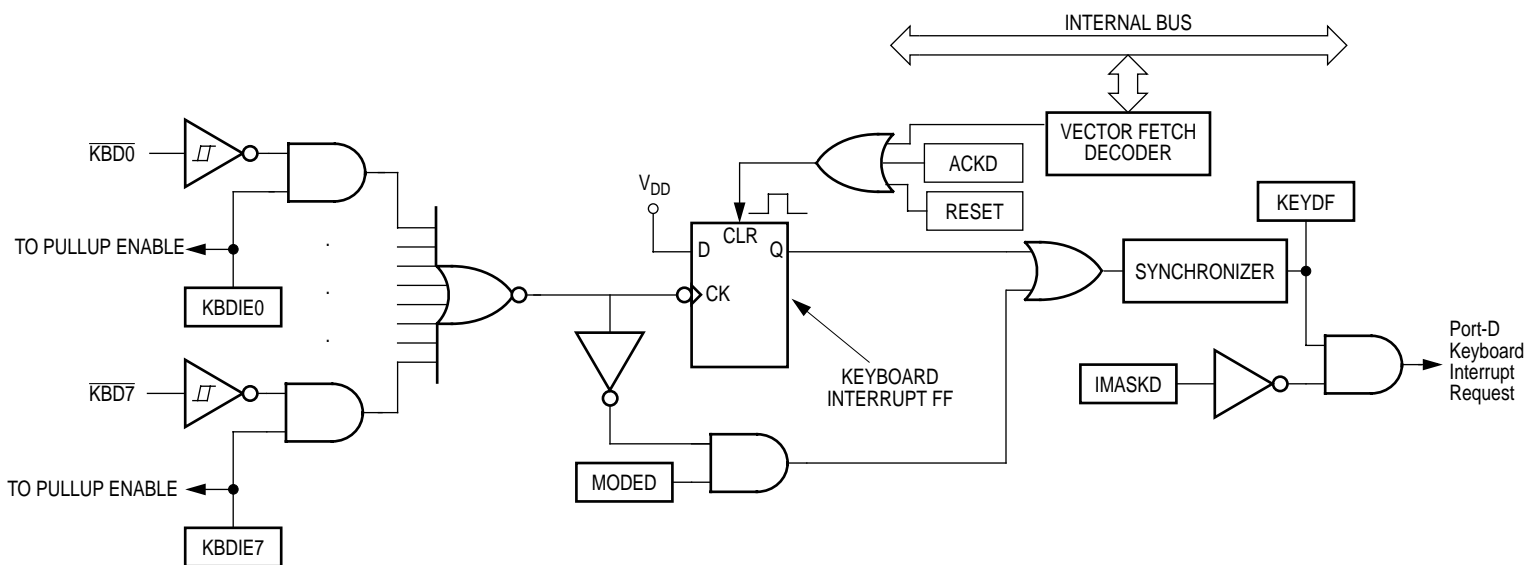 INTERNAL BUS
VECTOR FETCH
DECODER
ACKD
RESET
KBD0
TO PULLUP ENABLE
KBDIE0
KBD7
TO PULLUP ENABLE
KBDIE7
VDD
D
CLR
Q
CK
KEYBOARD
INTERRUPT FF
MODED
SYNCHRONIZER
KEYDF
IMASKD
Port-D
Keyboard
Interrupt
Request